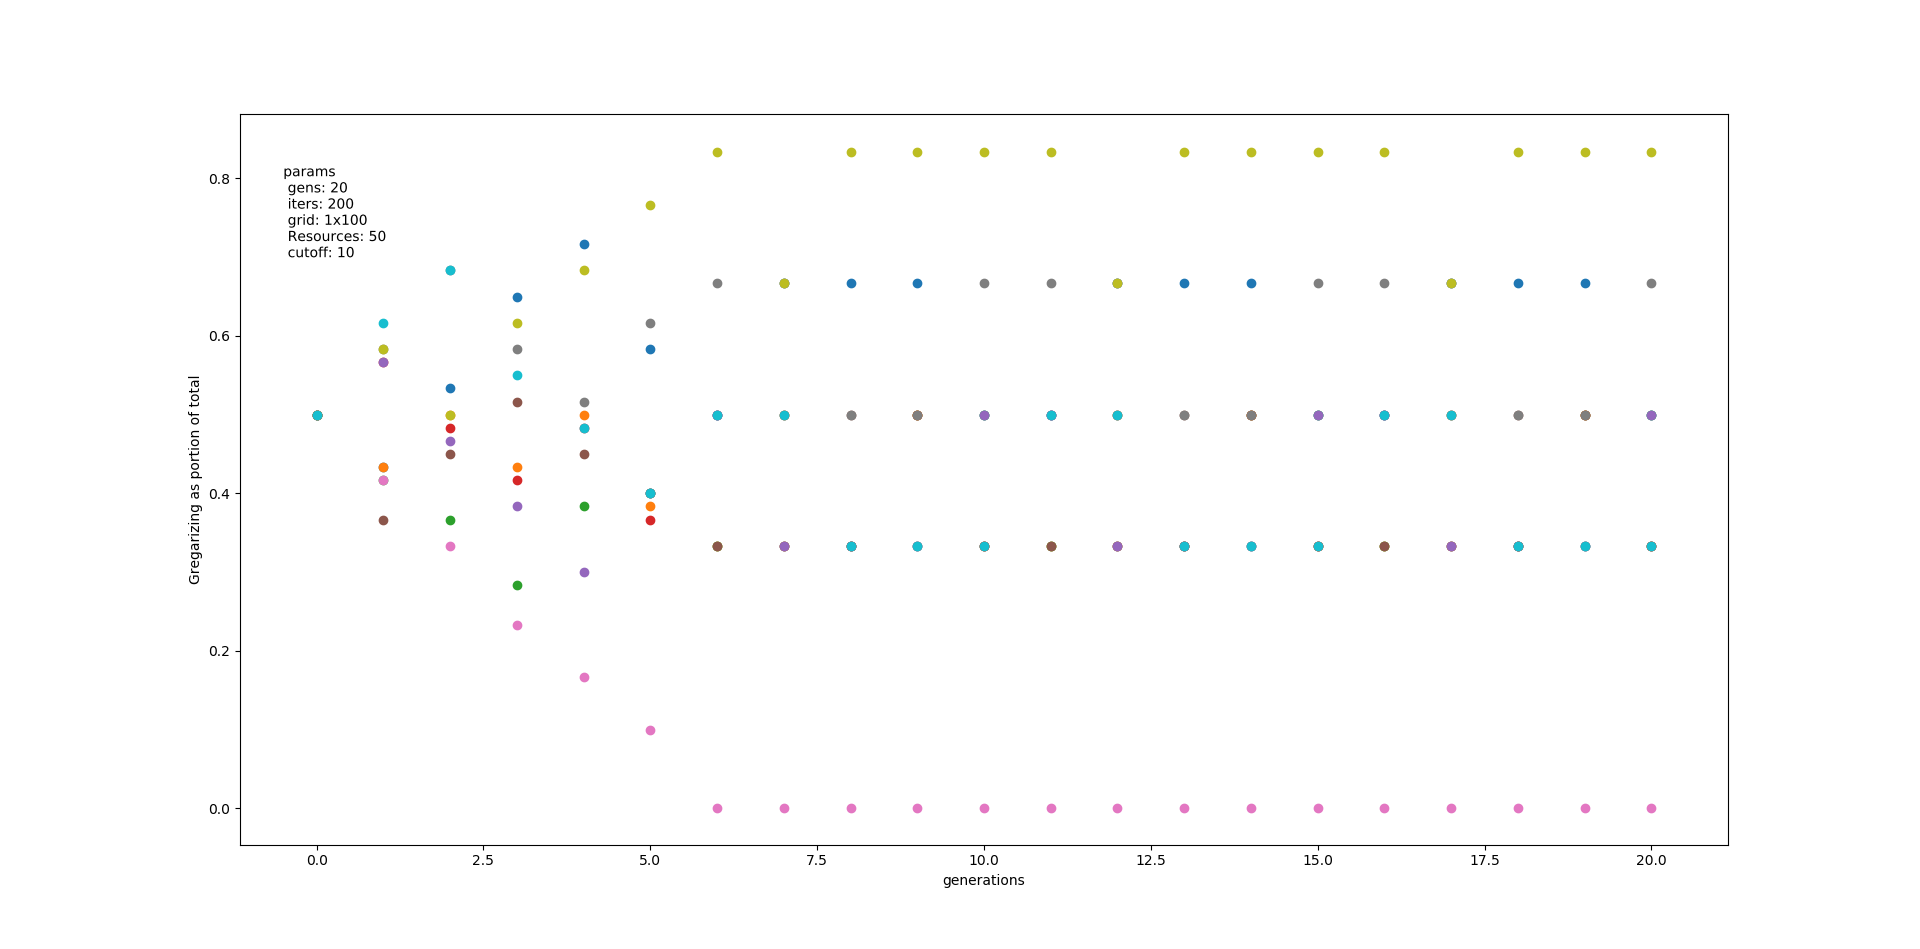 params
gens: 20
iters: 200
grid: 1x100
Resources: 50
cutoff: 10
Gregarizing as portion of total
0.8
0.6
0.4
0.2
0.0
0.0 2.5 5.0 7.5 10.0 12.5 15.0 17.5 20.0
generations